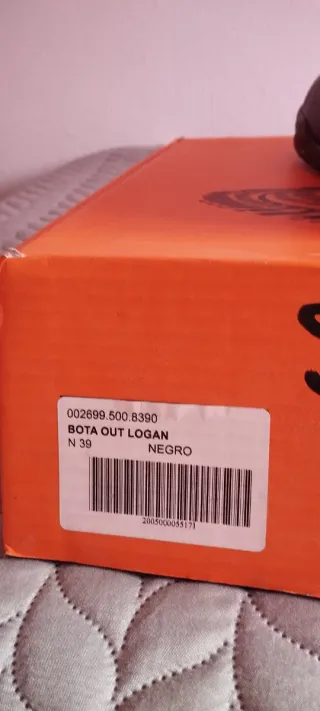 002699.500.8390
BOTA OUT LOGAN
N 39 NEGRO
2005000055171